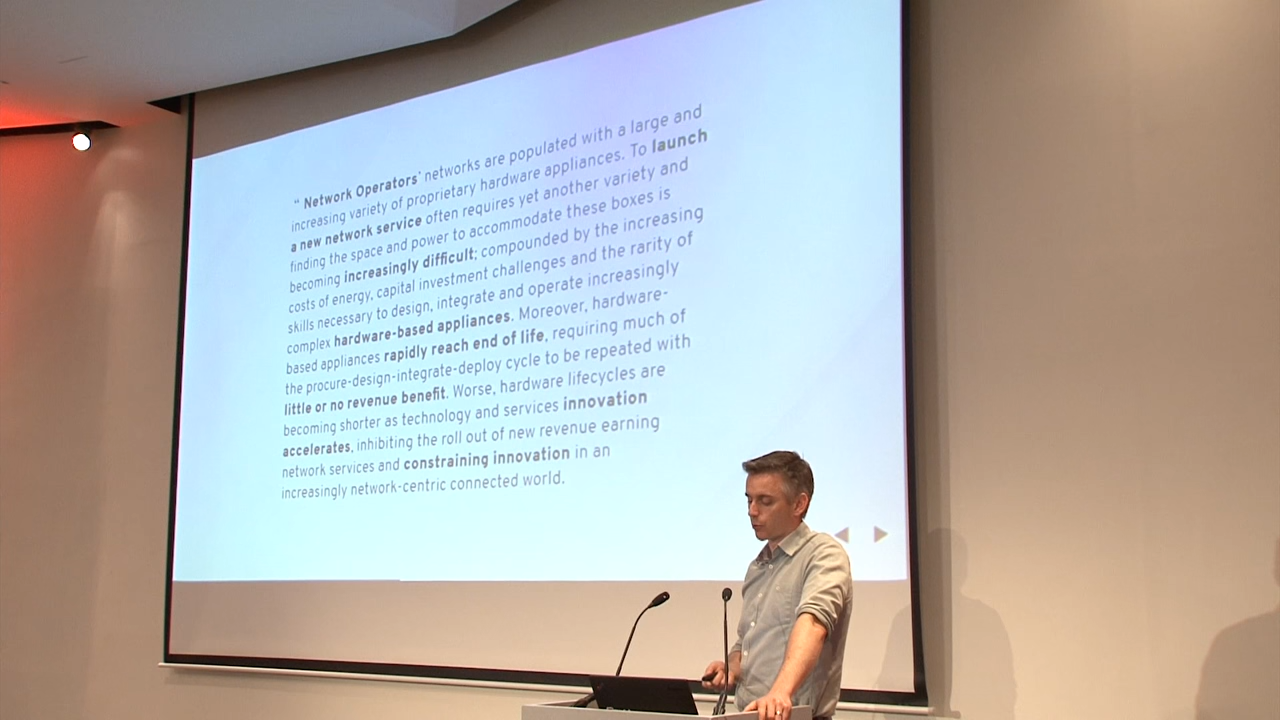 “ Network Operators’ networks are populated with a large and
increasing variety of proprietary hardware appliances. To launch
a new network service often requires yet another variety and
finding the space and power to accommodate these boxes is
becoming increasingly difficult; compounded by the increasing
costs of energy, capital investment challenges and the rarity of
skills necessary to design, integrate and operate increasingly
complex hardware-based appliances. Moreover, hardware-
based appliances rapidly reach end of life, requiring much of
the procure-design-integrate-deploy cycle to be repeated with
little or no revenue benefit. Worse, hardware lifecycles are
becoming shorter as technology and services innovation
accelerates, inhibiting the roll out of new revenue earning
network services and constraining innovation in an
increasingly network-centric connected world.